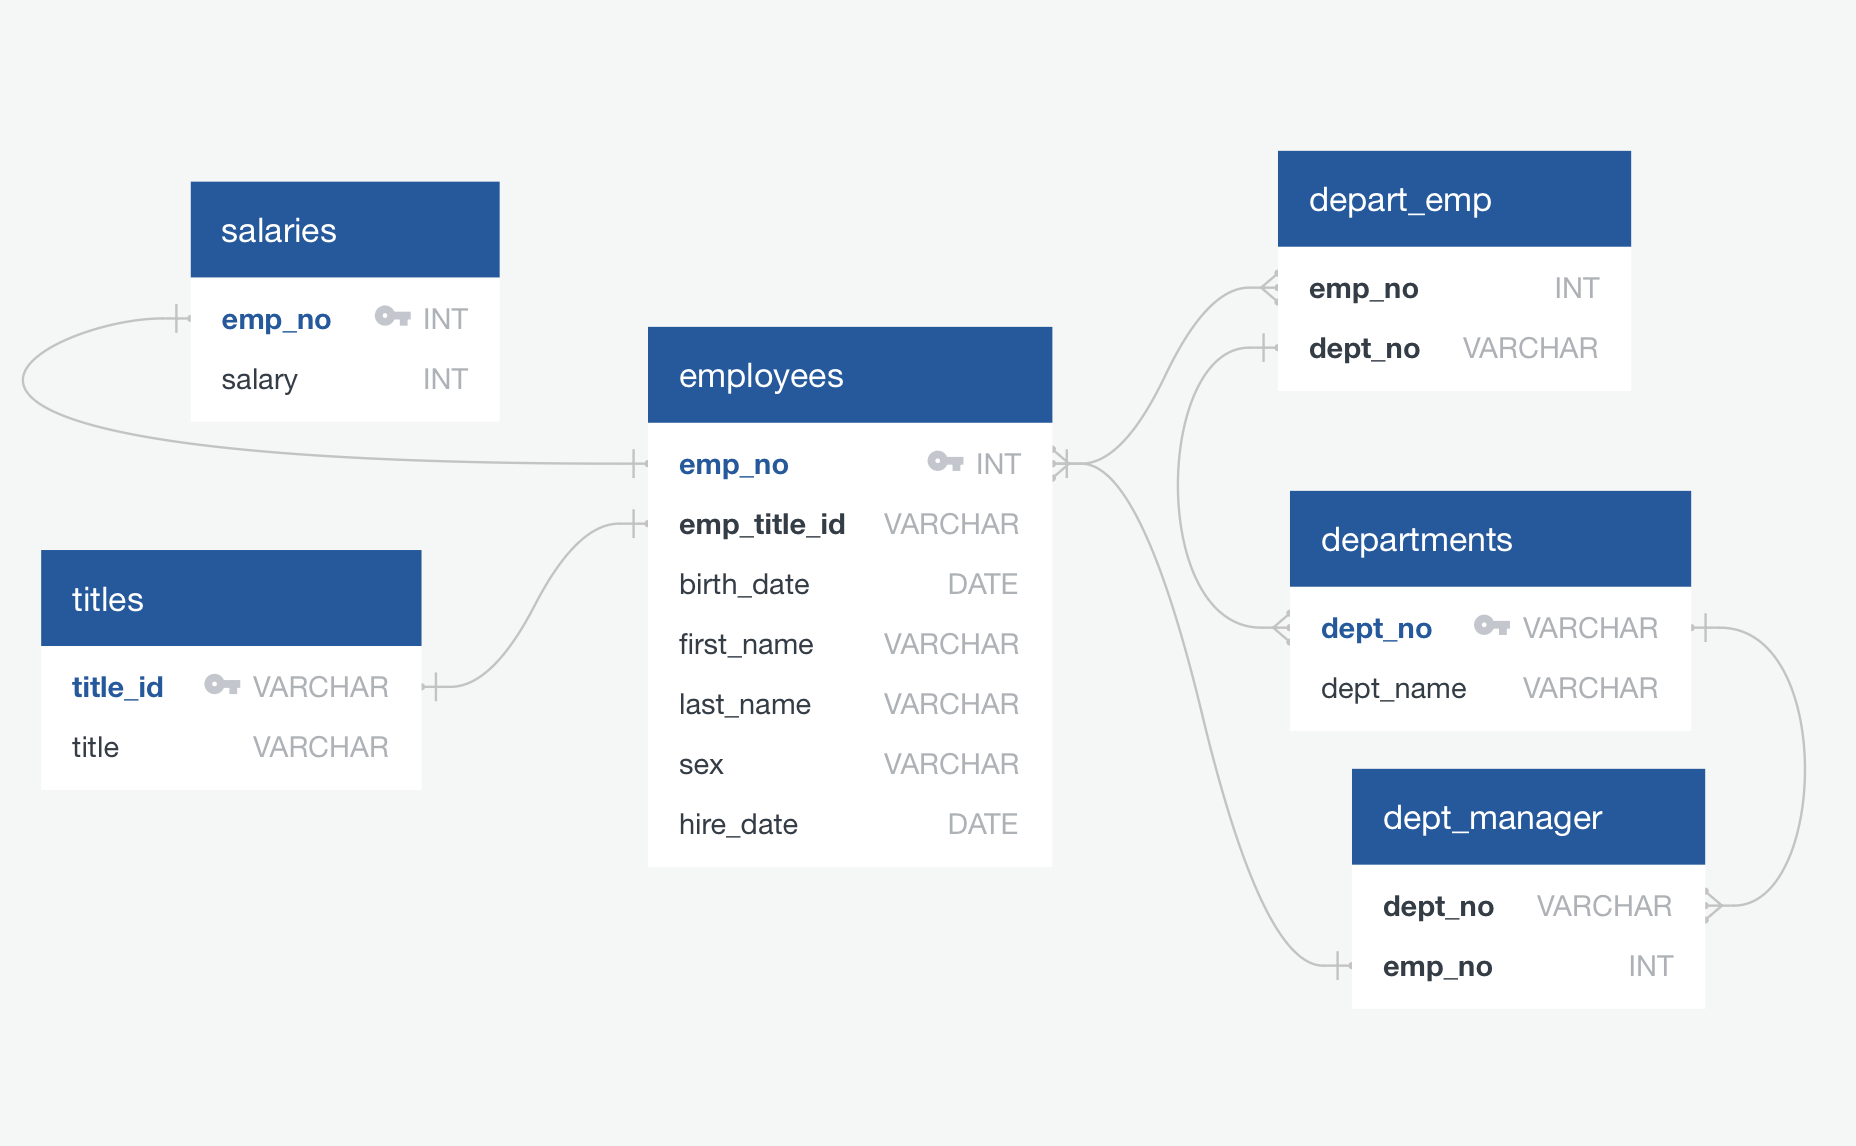 salaries
emp_no INT
salary INT
titles
title_id VARCHAR
title VARCHAR
employees
emp_no INT
emp_title_id VARCHAR
birth_date DATE
first_name VARCHAR
last_name VARCHAR
sex VARCHAR
hire_date DATE
depart_emp
emp_no INT
dept_no VARCHAR
departments
dept_no VARCHAR
dept_name VARCHAR
dept_manager
dept_no VARCHAR
emp_no INT